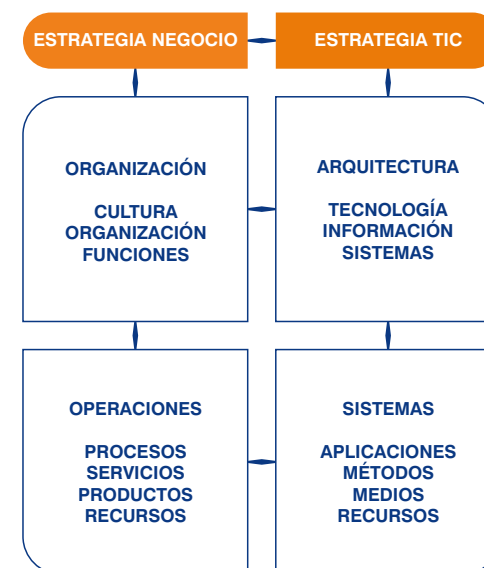 ESTRATEGIA NEGOCIO
ESTRATEGIA TIC
ORGANIZACIÓN
CULTURA
ORGANIZACIÓN
FUNCIONES
ARQUITECTURA
TECNOLOGÍA
INFORMACIÓN
SISTEMAS
OPERACIONES
PROCESOS
SERVICIOS
PRODUCTOS
RECURSOS
SISTEMAS
APLICACIONES
MÉTODOS
MEDIOS
RECURSOS